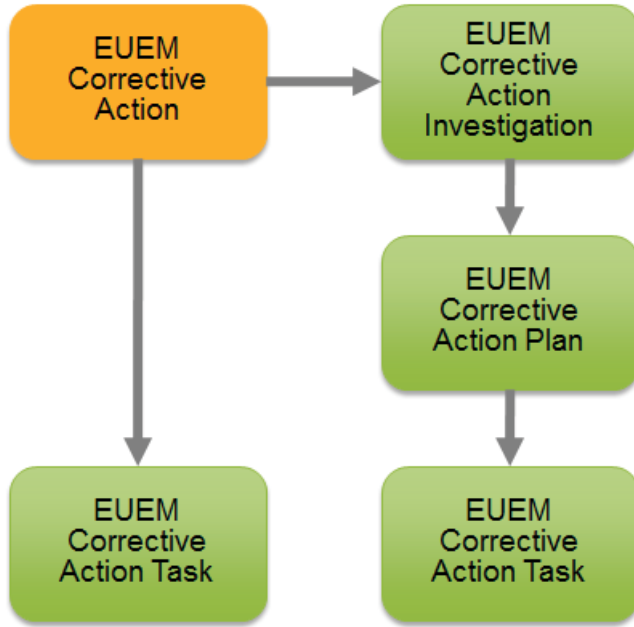 EUEM
Corrective
Action
EUEM
Corrective
Action
Investigation
EUEM
Corrective
Action Plan
EUEM
Corrective
Action Task
EUEM
Corrective
Action Task